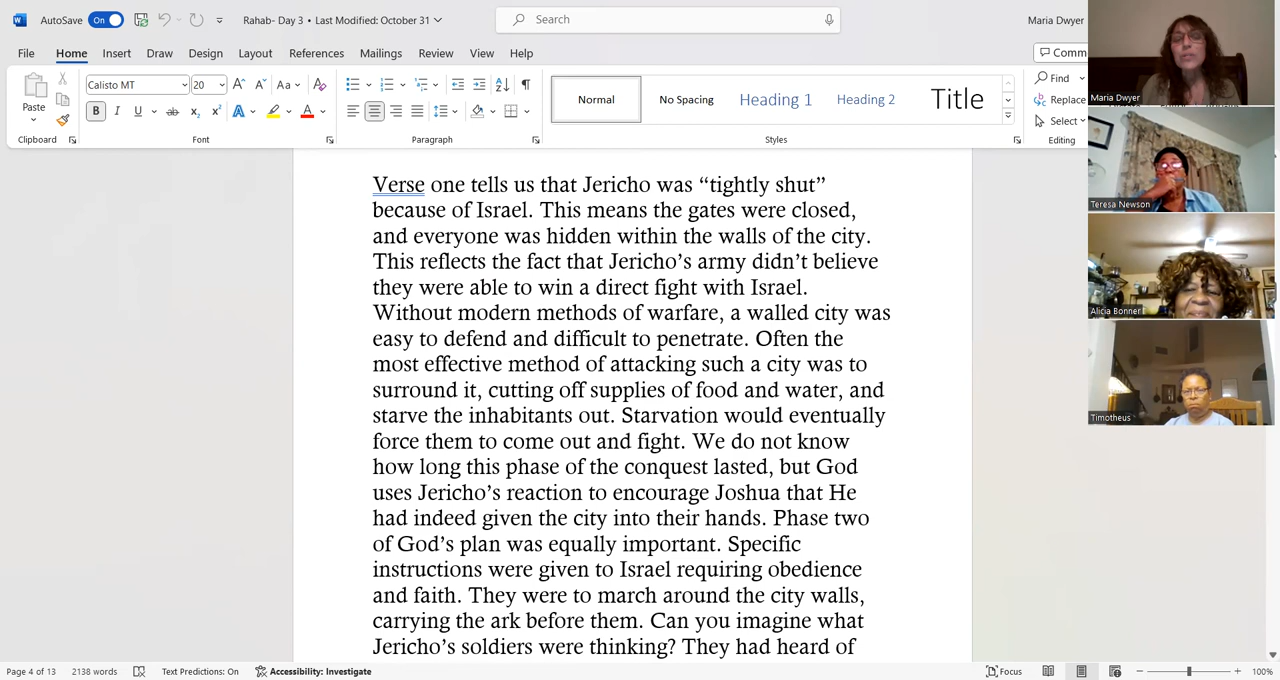 AutoSave On Rahab- Day 3 • Last Modified: October 31 Search Maria Dwyer
File Home Insert Draw Design Layout References Mailings Review View Help
Paste
Clipboard
Calisto MT 20
Font
Paragraph
Normal No Spacing Heading 1 Heading 2 Title
Styles
Find
Replace
Select
Editing
Maria Dwyer
Teresa Newson
Alicia Bonner
Timotheus
Verse one tells us that Jericho was “tightly shut”
because of Israel. This means the gates were closed,
and everyone was hidden within the walls of the city.
This reflects the fact that Jericho’s army didn’t believe
they were able to win a direct fight with Israel.
Without modern methods of warfare, a walled city was
easy to defend and difficult to penetrate. Often the
most effective method of attacking such a city was to
surround it, cutting off supplies of food and water, and
starve the inhabitants out. Starvation would eventually
force them to come out and fight. We do not know
how long this phase of the conquest lasted, but God
uses Jericho’s reaction to encourage Joshua that He
had indeed given the city into their hands. Phase two
of God’s plan was equally important. Specific
instructions were given to Israel requiring obedience
and faith. They were to march around the city walls,
carrying the ark before them. Can you imagine what
Jericho’s soldiers were thinking? They had heard of
Page 4 of 13 2138 words Text Predictions: On Accessibility: Investigate Focus 100%